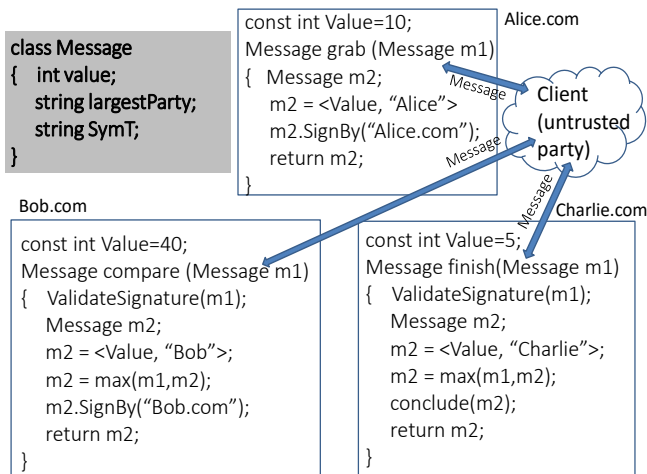 class Message
{ int value;
string largestParty;
string SymT;
}
Alice.com
const int Value=10;
Message grab (Message m1)
{ Message m2;
m2 = <Value, “Alice”>
m2.SignBy(“Alice.com”);
return m2;
}
Message
Client
(untrusted
party)
Message
Message
Bob.com
const int Value=40;
Message compare (Message m1)
{ ValidateSignature(m1);
Message m2;
m2 = <Value, “Bob”>;
m2 = max(m1,m2);
m2.SignBy(“Bob.com”);
return m2;
}
Charlie.com
const int Value=5;
Message finish(Message m1)
{ ValidateSignature(m1);
Message m2;
m2 = <Value, “Charlie”>;
m2 = max(m1,m2);
conclude(m2);
return m2;
}